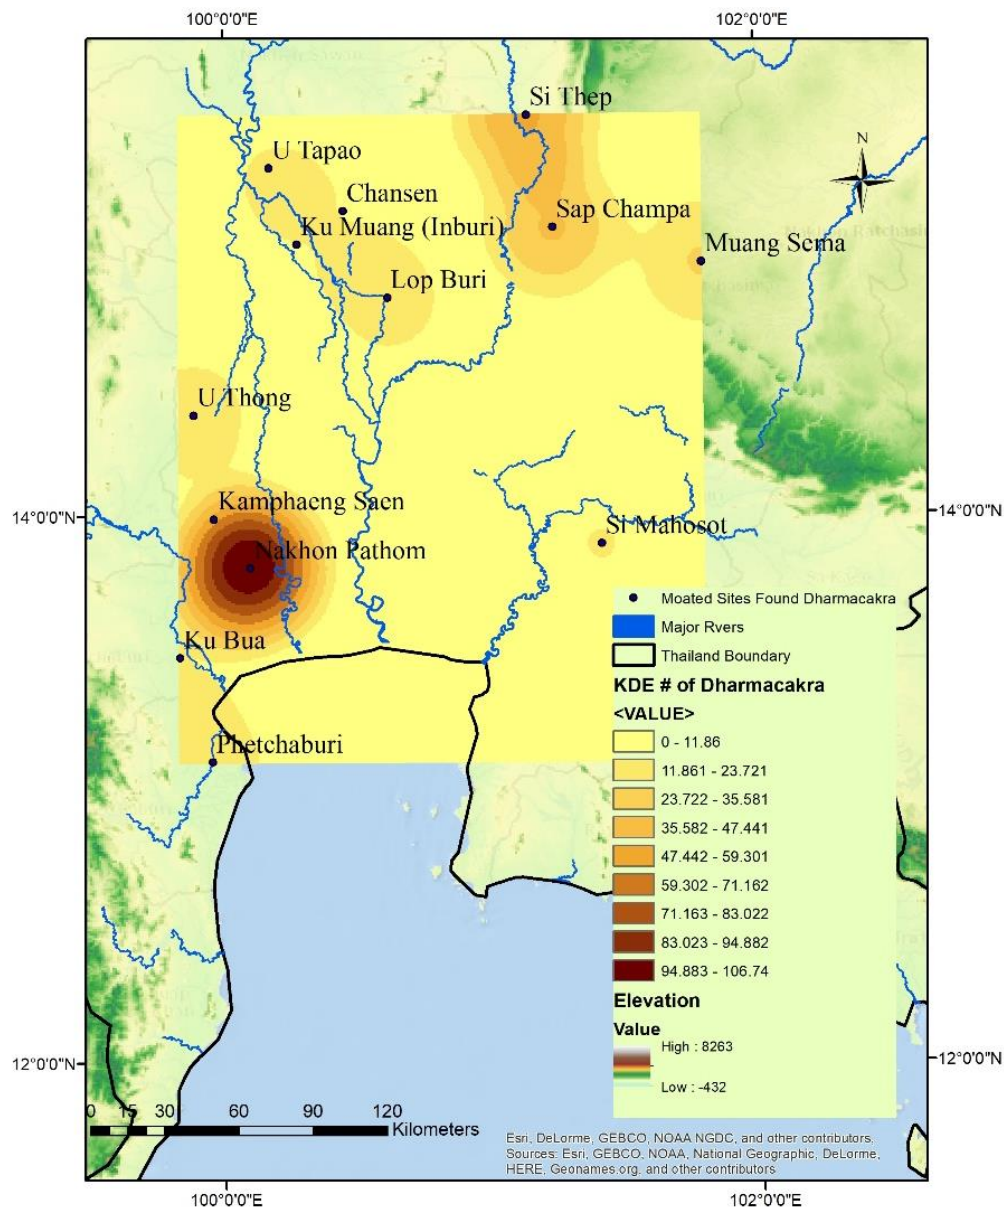 100°0'0"E
102°0'0"E
Si Thep
N
U Tapao
Chansen
Sap Champa
Ku Muang (Inburi)
Muang Sema
Lop Buri
U Thong
14°0'0"N
14°0'0"N
Kamphaeng Saen
Si Mahosot
Nakhon Pathom
Moated Sites Found Dharmacakra
Major Rvers
Ku Bua
Thailand Boundary
KDE # of Dharmacakra
<VALUE>
0 - 11.86
Phetchaburi
11.861 - 23.721
23.722 - 35.581
35.582 - 47.441
47.442 - 59.301
59.302 - 71.162
71.163 - 83.022
83.023 - 94.882
94.883 - 106.74
Elevation
Value
High : 8263
Low : -432
12°0'0"N
12°0'0"N
0 15 30 60 90 120
Kilometers
Esri, DeLorme, GEBCO, NOAA NGDC, and other contributors,
Sources: Esri, GEBCO, NOAA, National Geographic, DeLorme,
HERE, Geonames.org, and other contributors
100°0'0"E
102°0'0"E